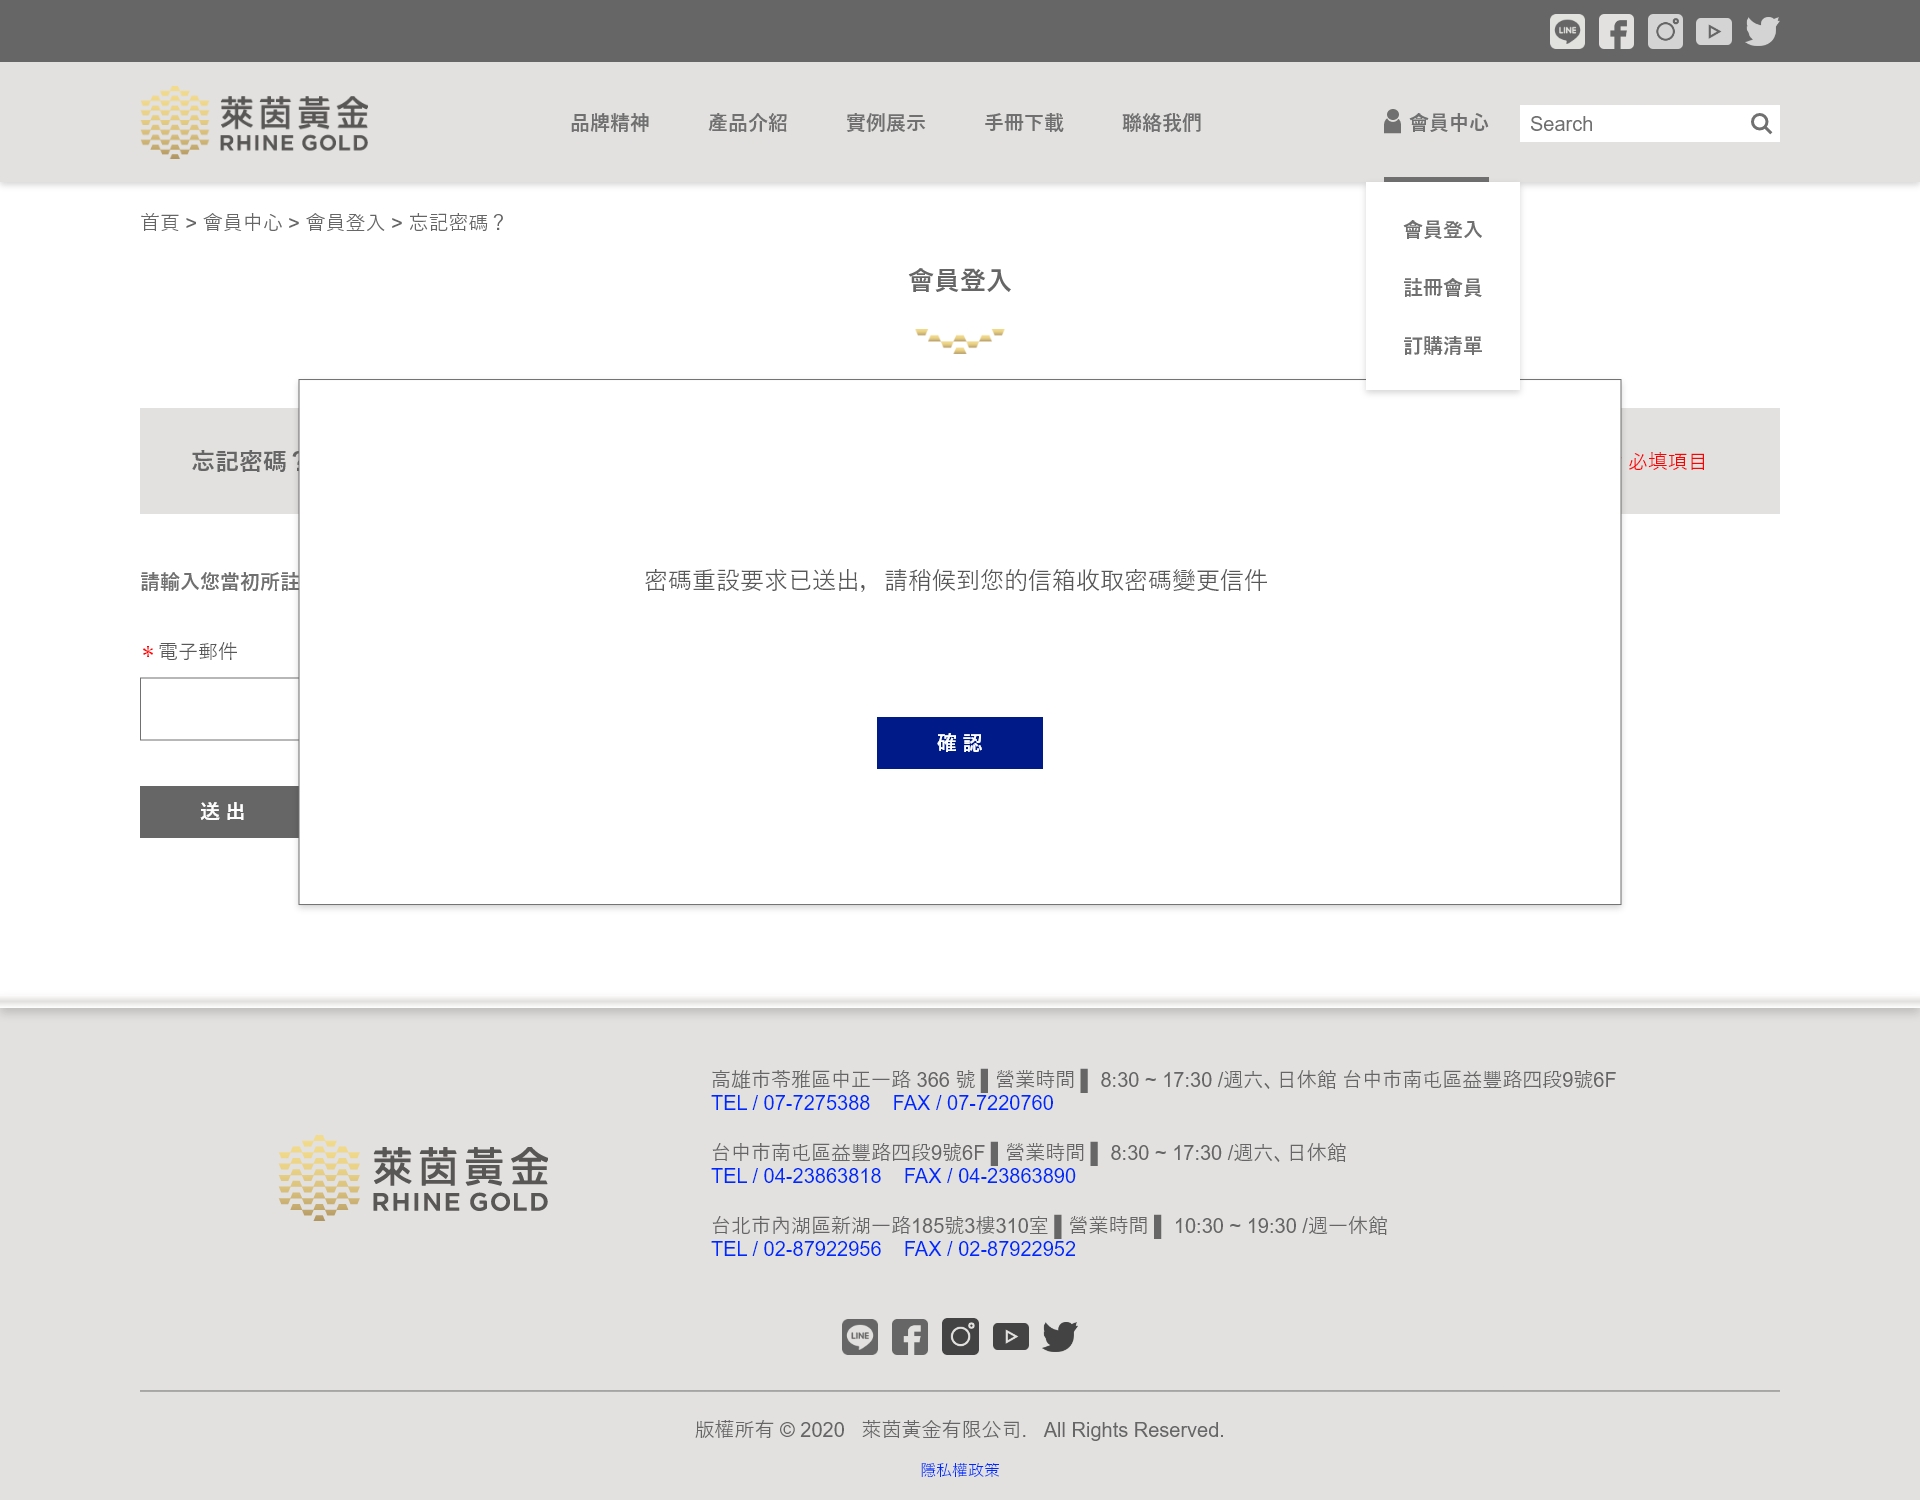 LINE
萊茵黃金
RHINE GOLD
品牌精神
產品介紹
實例展示
手冊下載
聯絡我們
會員中心
Search
首頁 > 會員中心 > 會員登入 > 忘記密碼？
會員登入
註冊會員
訂購清單
會員登入
忘記密碼？
必填項目
請輸入您當初所註
密碼重設要求已送出，請稍候到您的信箱收取密碼變更信件
*電子郵件
確認
送出
高雄市苓雅區中正一路 366 號 ▌營業時間 ▌ 8:30 ~ 17:30 /週六、日休館 台中市南屯區益豐路四段9號6F
TEL / 07-7275388 FAX / 07-7220760
台中市南屯區益豐路四段9號6F ▌營業時間 ▌ 8:30 ~ 17:30 /週六、日休館
TEL / 04-23863818 FAX / 04-23863890
萊茵黃金
RHINE GOLD
台北市內湖區新湖一路185號3樓310室 ▌營業時間 ▌ 10:30 ~ 19:30 /週一休館
TEL / 02-87922956 FAX / 02-87922952
LINE
版權所有 © 2020 萊茵黃金有限公司. All Rights Reserved.
隱私權政策